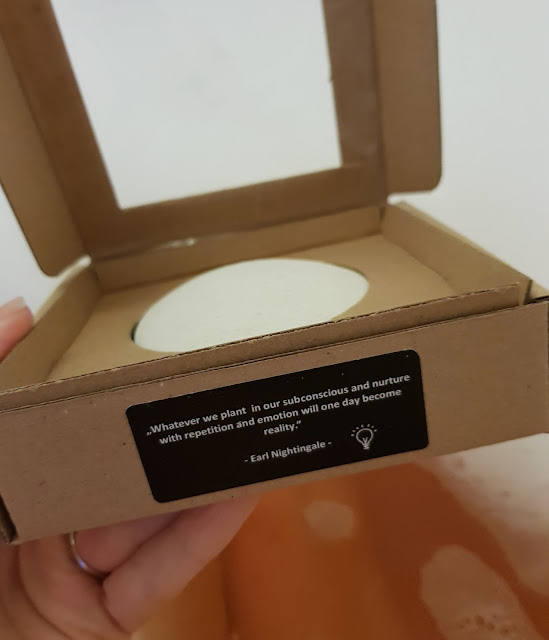 „Whatever we plant in our subconscious and nurture
with repetition and emotion will one day become
reality.“
- Earl Nightingale -